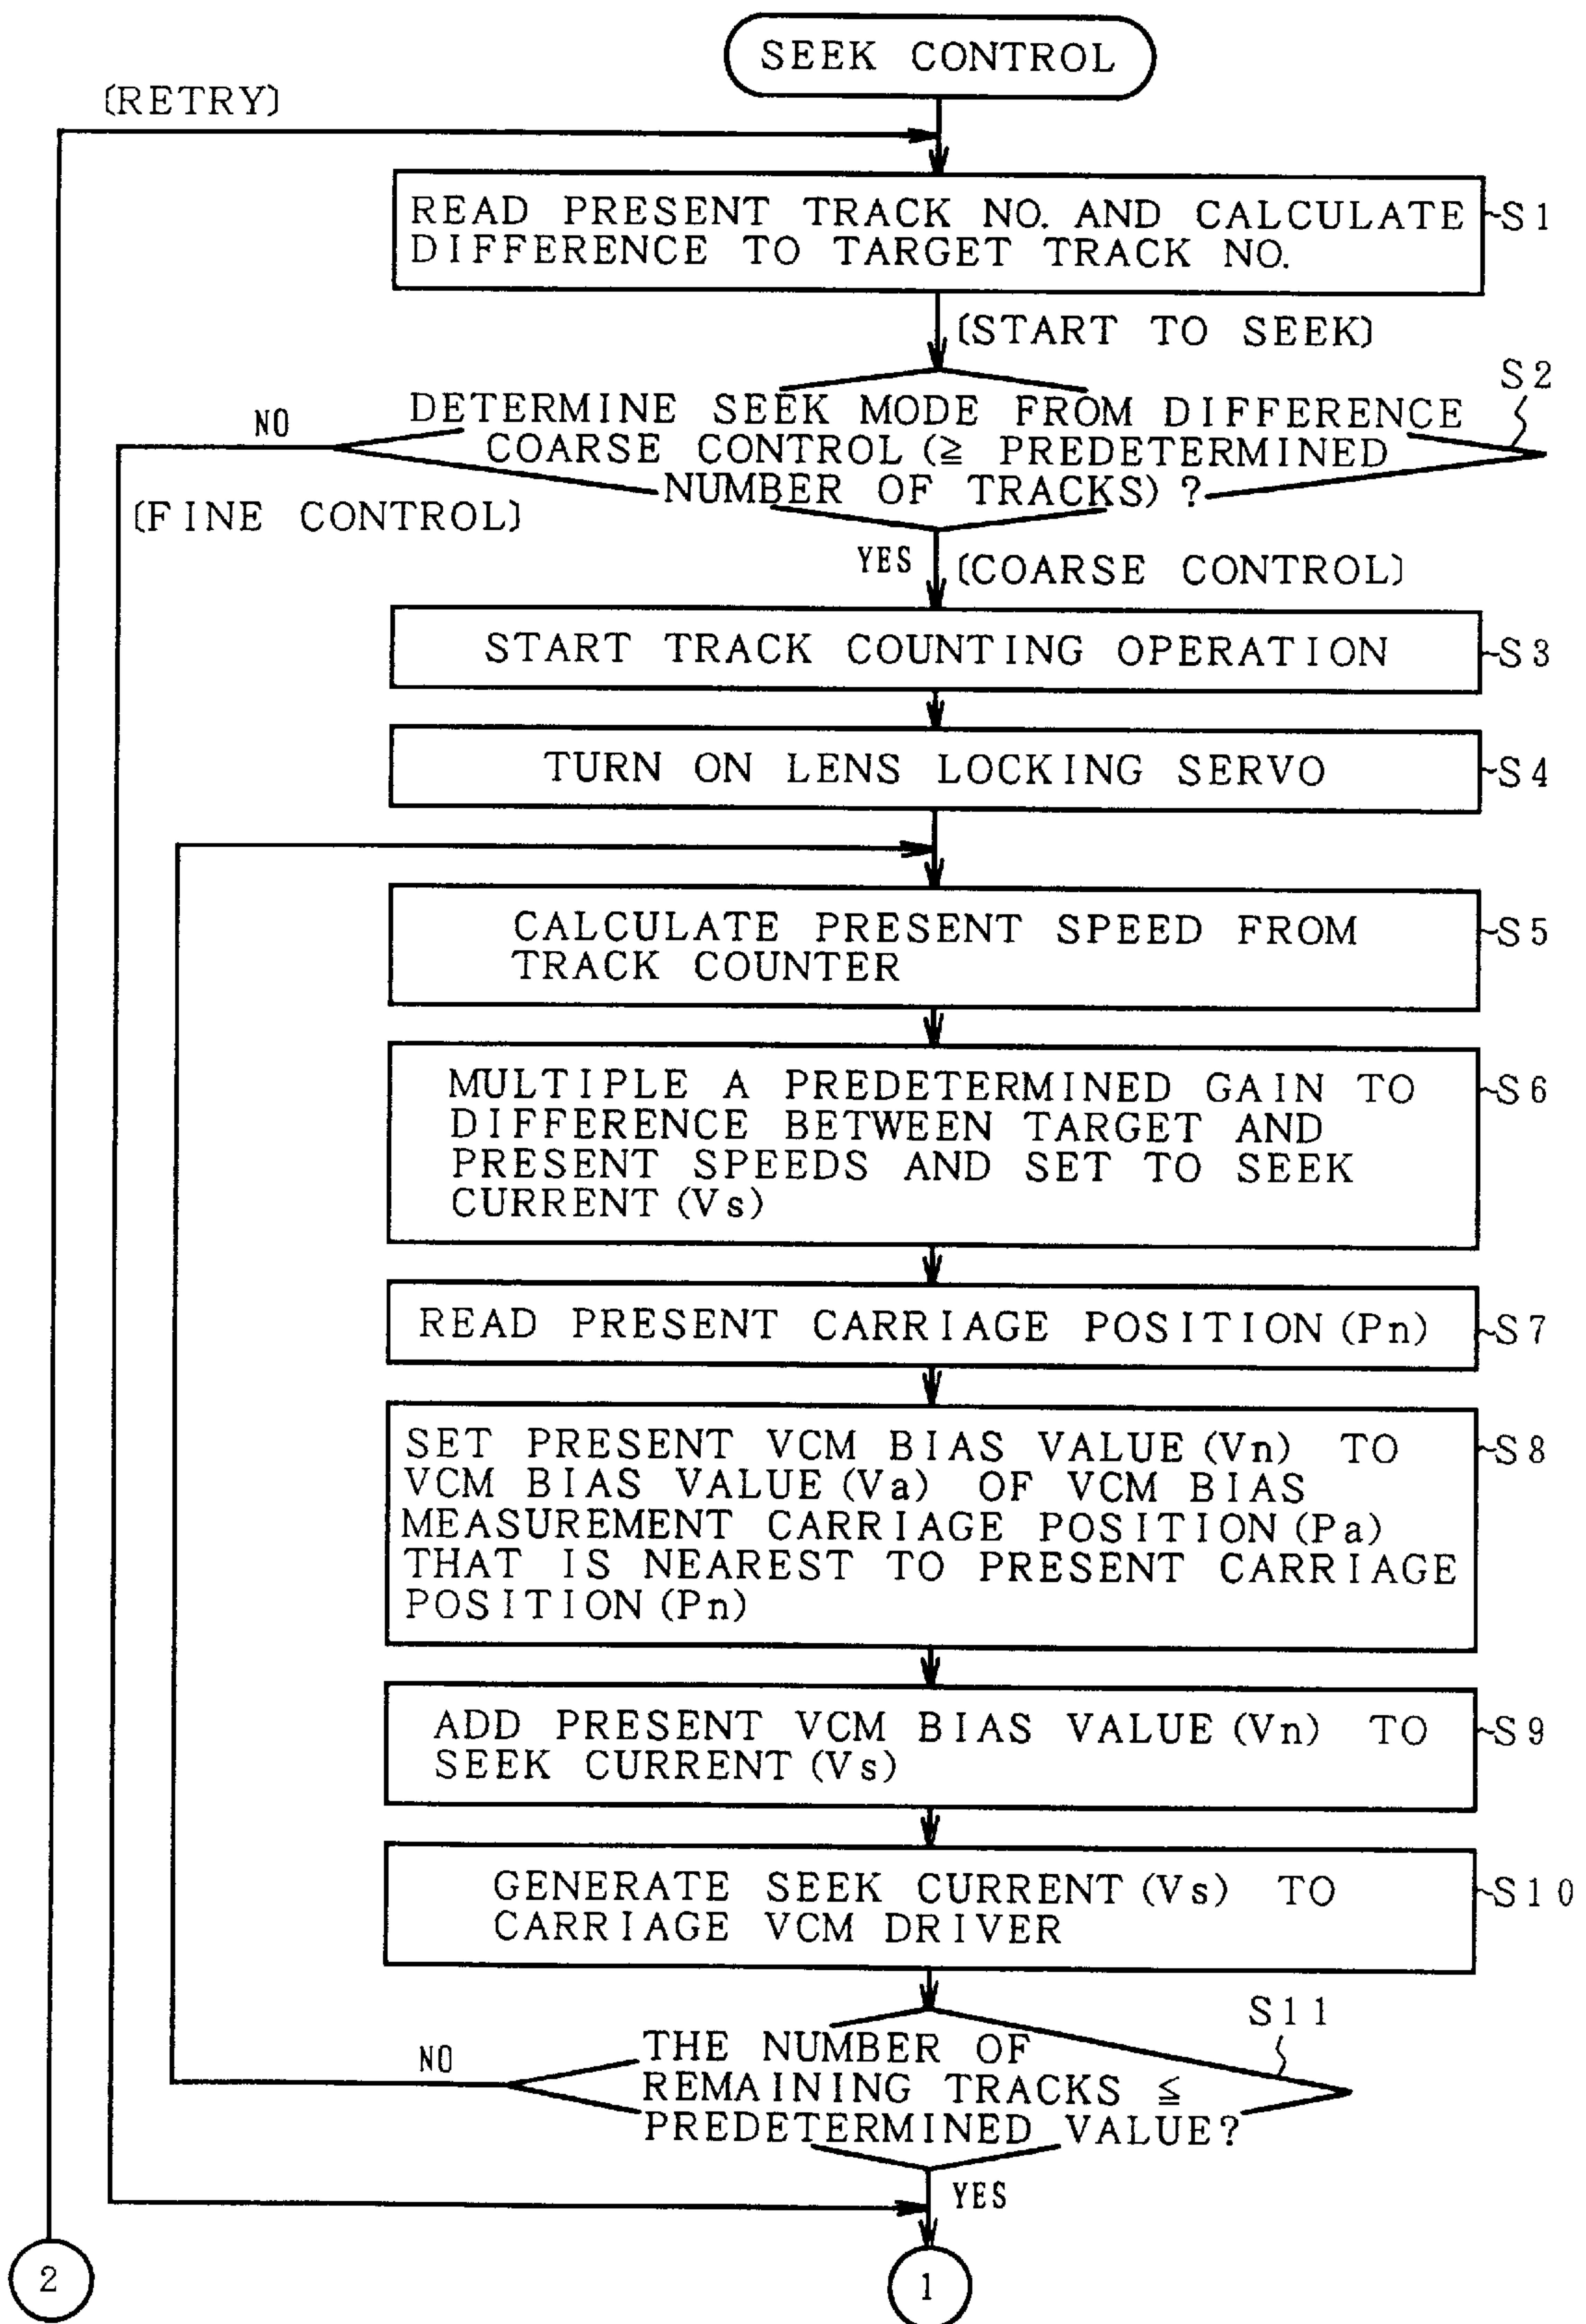 SEEK CONTROL
(RETRY)
READ PRESENT TRACK NO. AND CALCULATE
DIFFERENCE TO TARGET TRACK NO.
S1
(START TO SEEK)
S2
DETERMINE SEEK MODE FROM DIFFERENCE
COARSE CONTROL (≧ PREDETERMINED
NUMBER OF TRACKS) ?
NO
(FINE CONTROL)
YES
(COARSE CONTROL)
START TRACK COUNTING OPERATION
S3
TURN ON LENS LOCKING SERVO
S4
CALCULATE PRESENT SPEED FROM
TRACK COUNTER
S5
MULTIPLE A PREDETERMINED GAIN TO
DIFFERENCE BETWEEN TARGET AND
PRESENT SPEEDS AND SET TO SEEK
CURRENT (Vs)
S6
READ PRESENT CARRIAGE POSITION (Pn)
S7
SET PRESENT VCM BIAS VALUE (Vn) TO
VCM BIAS VALUE (Va) OF VCM BIAS
MEASUREMENT CARRIAGE POSITION (Pa)
THAT IS NEAREST TO PRESENT CARRIAGE
POSITION (Pn)
S8
ADD PRESENT VCM BIAS VALUE (Vn) TO
SEEK CURRENT (Vs)
S9
GENERATE SEEK CURRENT (Vs) TO
CARRIAGE VCM DRIVER
S10
S11
THE NUMBER OF
REMAINING TRACKS ≦
PREDETERMINED VALUE?
NO
YES
2
1